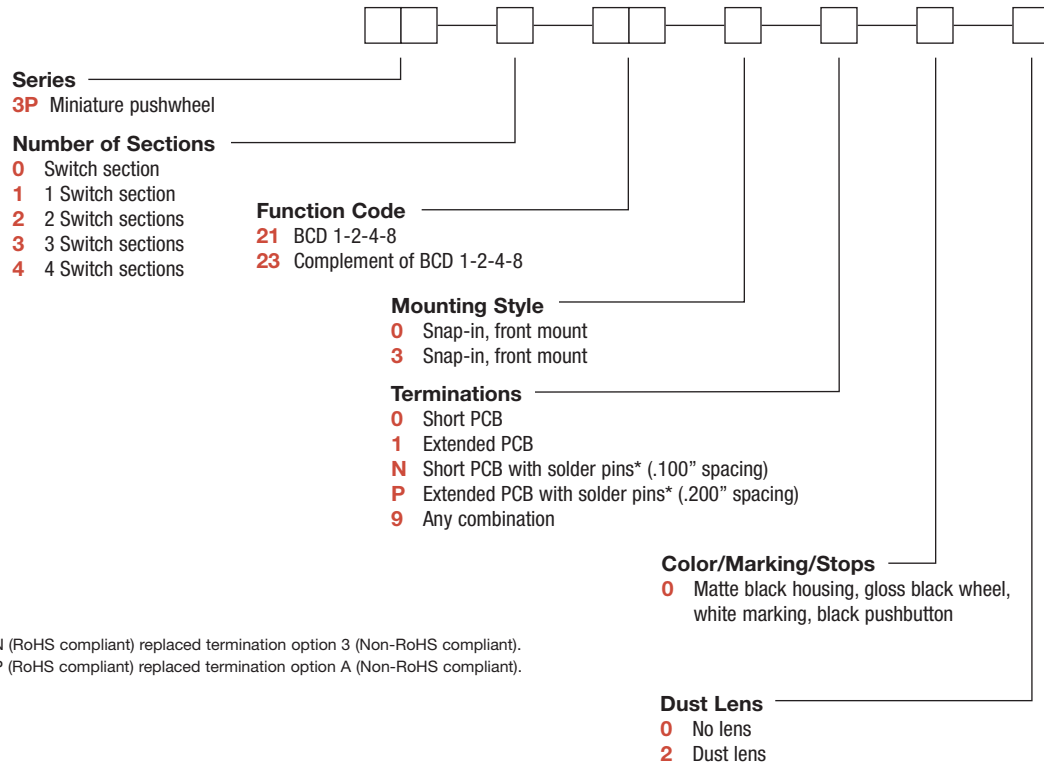 Series
3P Miniature pushwheel
Number of Sections
0 Switch section
1 1 Switch section
2 2 Switch sections
3 3 Switch sections
4 4 Switch sections
Function Code
21 BCD 1-2-4-8
23 Complement of BCD 1-2-4-8
Mounting Style
0 Snap-in, front mount
3 Snap-in, front mount
Terminations
0 Short PCB
1 Extended PCB
N Short PCB with solder pins* (.100” spacing)
P Extended PCB with solder pins* (.200” spacing)
9 Any combination
Color/Marking/Stops
0 Matte black housing, gloss black wheel,
white marking, black pushbutton
N (RoHS compliant) replaced termination option 3 (Non-RoHS compliant).
P (RoHS compliant) replaced termination option A (Non-RoHS compliant).
Dust Lens
0 No lens
2 Dust lens